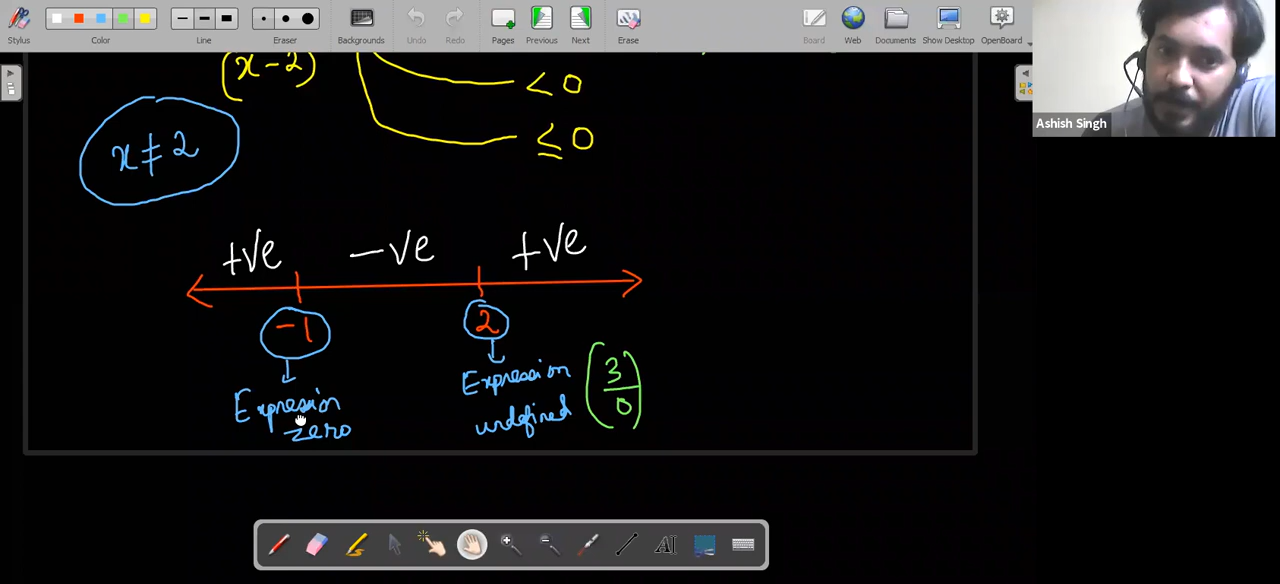 Stylus
Color
Line
Eraser
Backgrounds
Undo
Redo
Pages
Previous
Next
Erase
Board
Web
Documents
Show Desktop
OpenBoard
Ashish Singh
(x-2)
< 0
≤ 0
x ≠ 2
+ve -ve +ve
-1 2
Expression
zero
Expression
undefined
(3/0)
AI